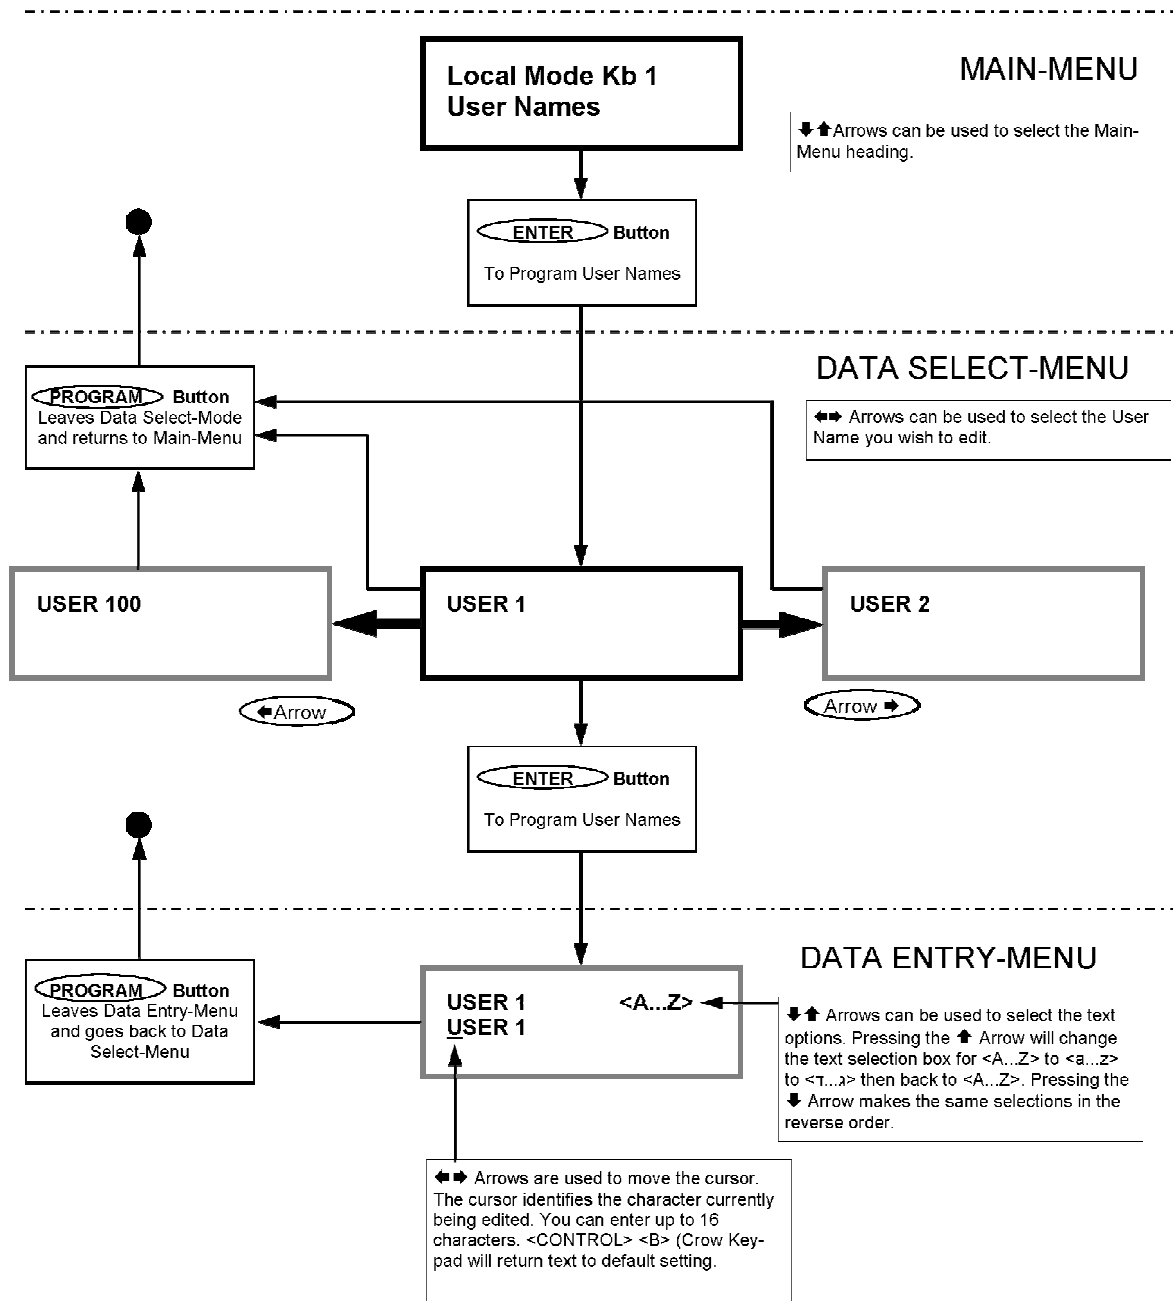 Local Mode Kb 1
User Names
MAIN-MENU
⬇⬆Arrows can be used to select the Main-
Menu heading.
ENTER Button
To Program User Names
DATA SELECT-MENU
PROGRAM Button
Leaves Data Select-Mode
and returns to Main-Menu
⬅➡ Arrows can be used to select the User
Name you wish to edit.
USER 100
USER 1
USER 2
⬅Arrow
Arrow ➡
ENTER Button
To Program User Names
DATA ENTRY-MENU
PROGRAM Button
Leaves Data Entry-Menu
and goes back to Data
Select-Menu
USER 1 <A...Z>
USER 1
⬇⬆ Arrows can be used to select the text
options. Pressing the ⬆ Arrow will change
the text selection box for <A...Z> to <a...z>
to <ג...ד> then back to <A...Z>. Pressing the
⬇ Arrow makes the same selections in the
reverse order.
⬅➡ Arrows are used to move the cursor.
The cursor identifies the character currently
being edited. You can enter up to 16
characters. <CONTROL> <B> (Crow Key-
pad will return text to default setting.